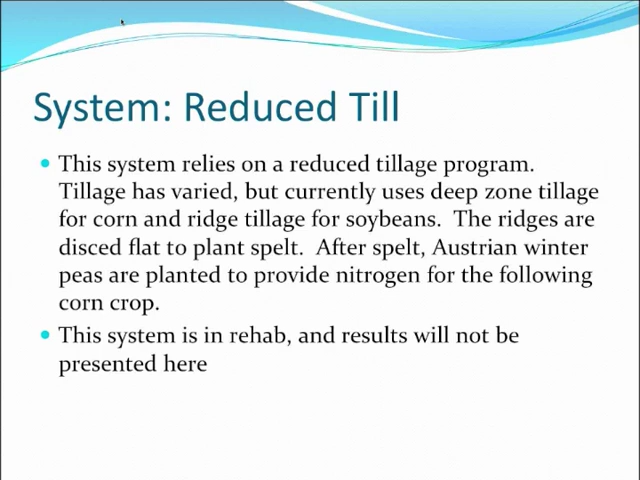 System: Reduced Till
This system relies on a reduced tillage program.
Tillage has varied, but currently uses deep zone tillage
for corn and ridge tillage for soybeans.  The ridges are
disced flat to plant spelt.  After spelt, Austrian winter
peas are planted to provide nitrogen for the following
corn crop.
This system is in rehab, and results will not be
presented here